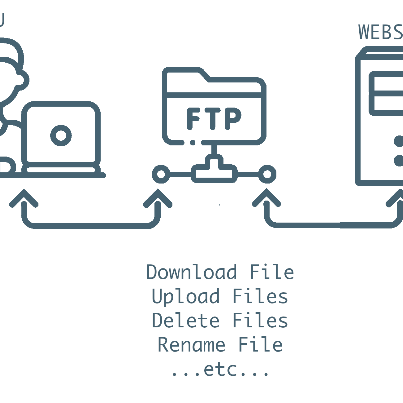 FTP
Download File
Upload Files
Delete Files
Rename File
...etc...